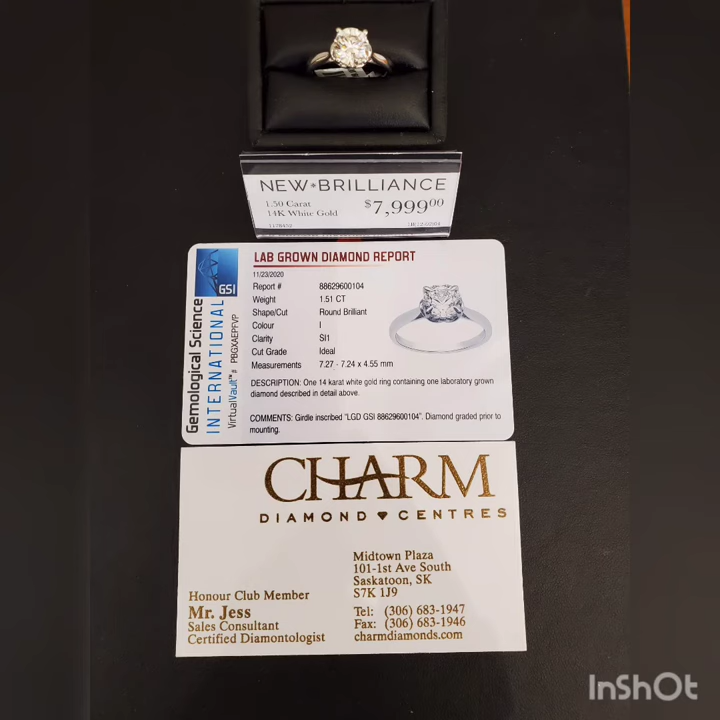 NEW*BRILLIANCE
1.50 Carat
14K White Gold
$7,999.00
LAB GROWN DIAMOND REPORT
11/23/2020
Report # 88629600104
Weight 1.51 CT
Shape/Cut Round Brilliant
Colour I
Clarity SI1
Cut Grade Ideal
Measurements 7.27 - 7.24 x 4.55 mm
DESCRIPTION: One 14 karat white gold ring containing one laboratory grown
diamond described in detail above.
COMMENTS: Girdle inscribed "LGD GSI 88629600104". Diamond graded prior to
mounting.
GSI
Gemological Science
INTERNATIONAL
VirtualVault™# PBGXAEPFVP
CHARM
DIAMOND CENTRES
Midtown Plaza
101-1st Ave South
Saskatoon, SK
S7K 1J9
Tel: (306) 683-1947
Fax: (306) 683-1946
charmdiamonds.com
Honour Club Member
Mr. Jess
Sales Consultant
Certified Diamontologist
InShOt